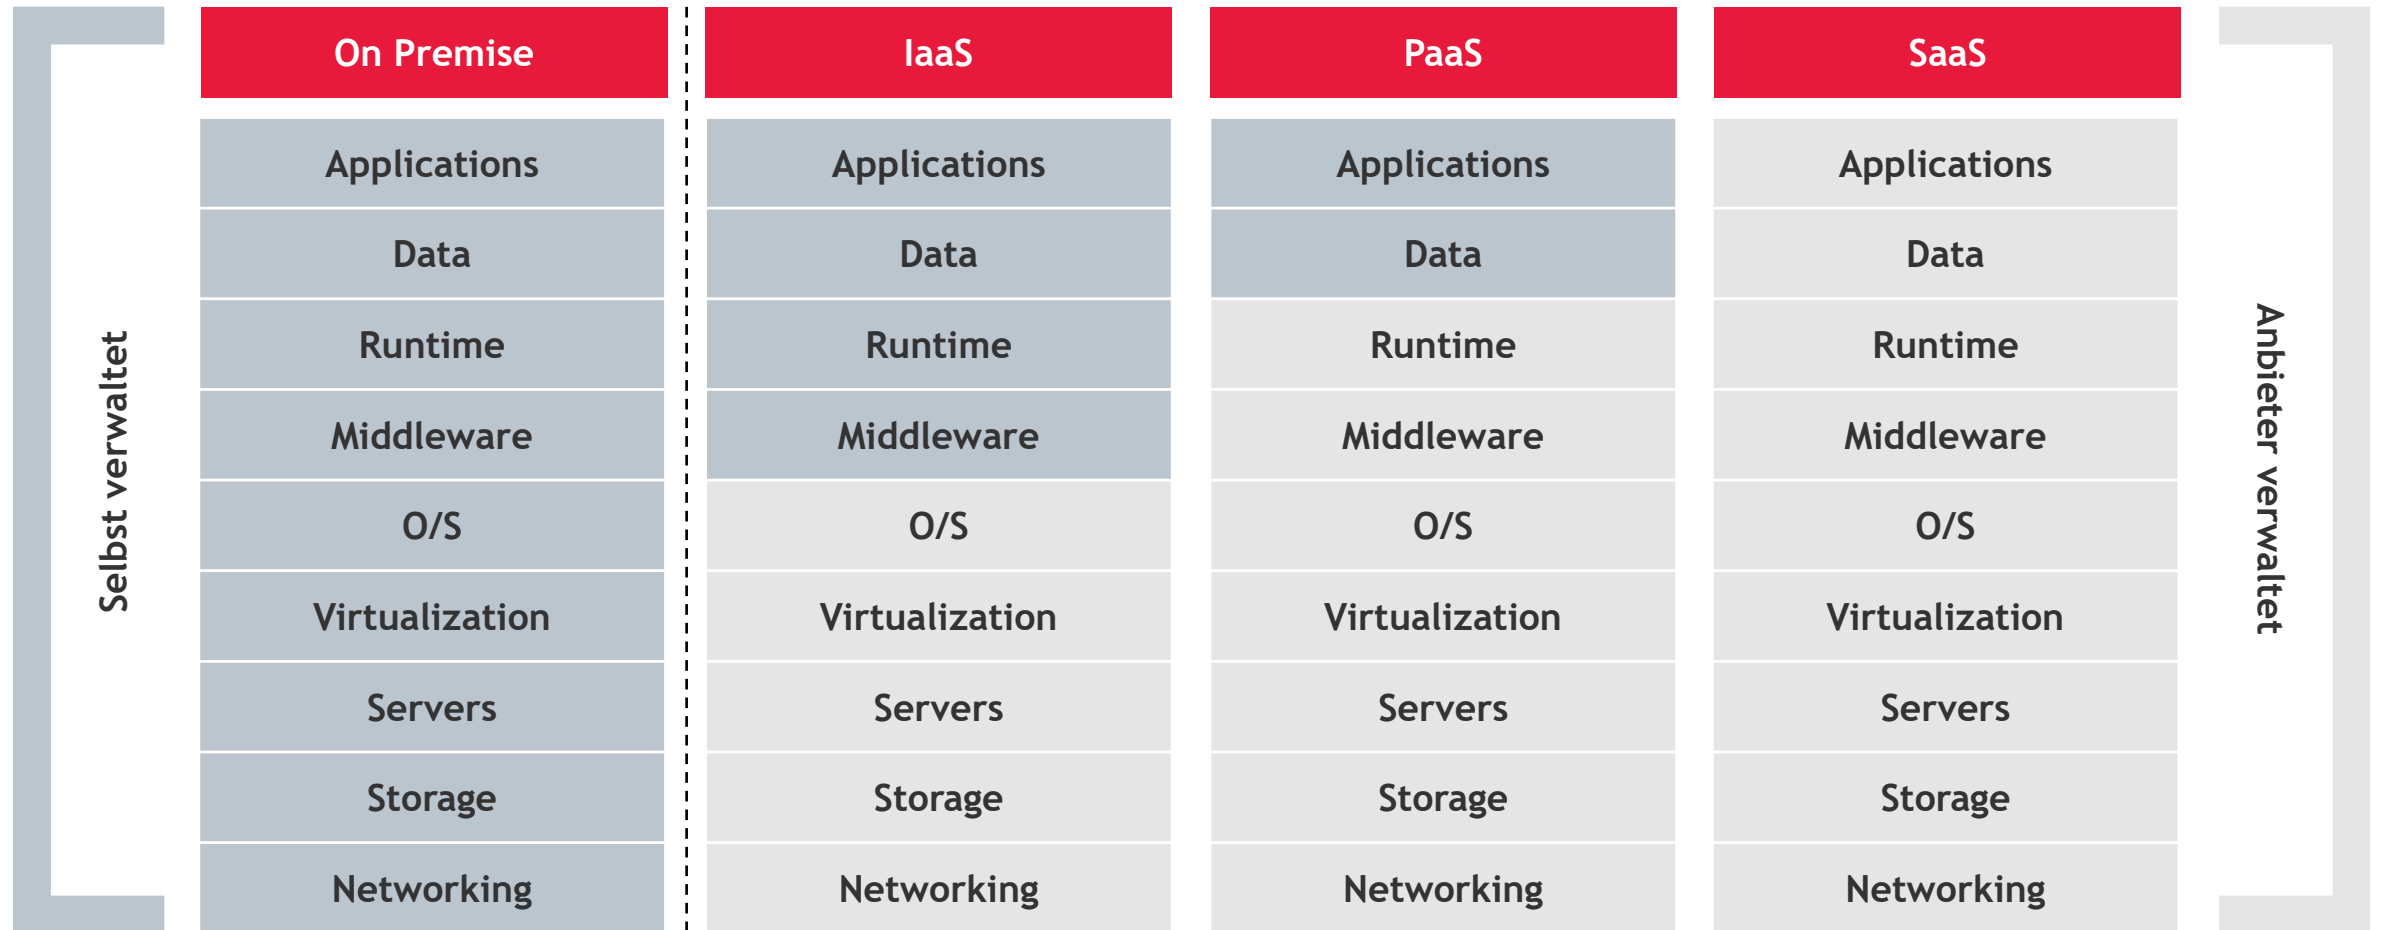 On Premise IaaS PaaS SaaS
Applications Applications Applications Applications
Data Data Data Data
Runtime Runtime Runtime Runtime
Middleware Middleware Middleware Middleware
O/S O/S O/S O/S
Virtualization Virtualization Virtualization Virtualization
Servers Servers Servers Servers
Storage Storage Storage Storage
Networking Networking Networking Networking
Selbst verwaltet
Anbieter verwaltet